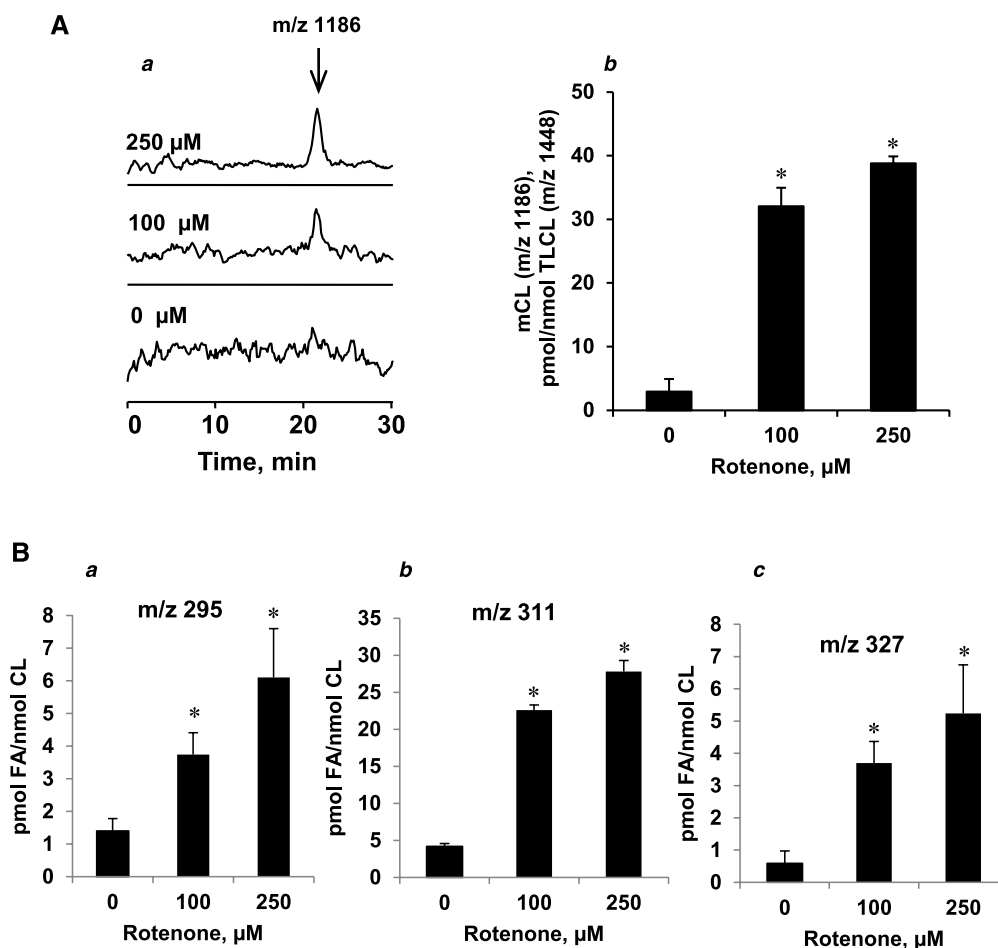 A
a
m/z 1186
250 µM
100 µM
0 µM
0 10 20 30
Time, min
b
mCL (m/z 1186),
pmol/nmol TLCL (m/z 1448)
50
40
30
20
10
0
*
*
0 100 250
Rotenone, µM
B
a
m/z 295
pmol FA/nmol CL
8
7
6
5
4
3
2
1
0
*
*
0 100 250
Rotenone, µM
b
m/z 311
pmol FA/nmol CL
35
30
25
20
15
10
5
0
*
*
0 100 250
Rotenone, µM
c
m/z 327
pmol FA/nmol CL
8
7
6
5
4
3
2
1
0
*
*
0 100 250
Rotenone, µM